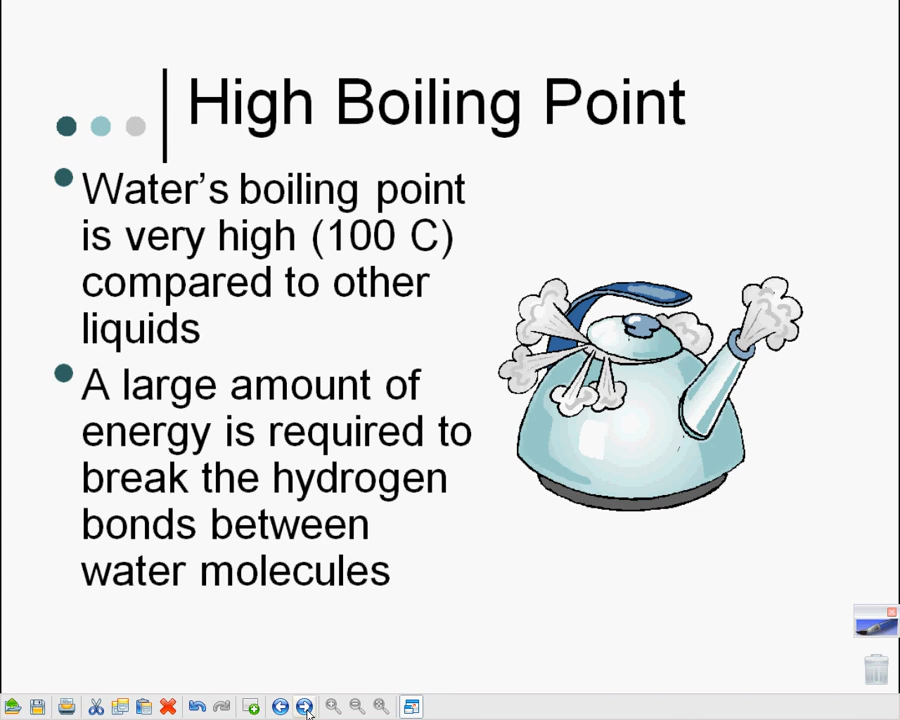 High Boiling Point
Water’s boiling point
is very high (100 C)
compared to other
liquids
A large amount of
energy is required to
break the hydrogen
bonds between
water molecules